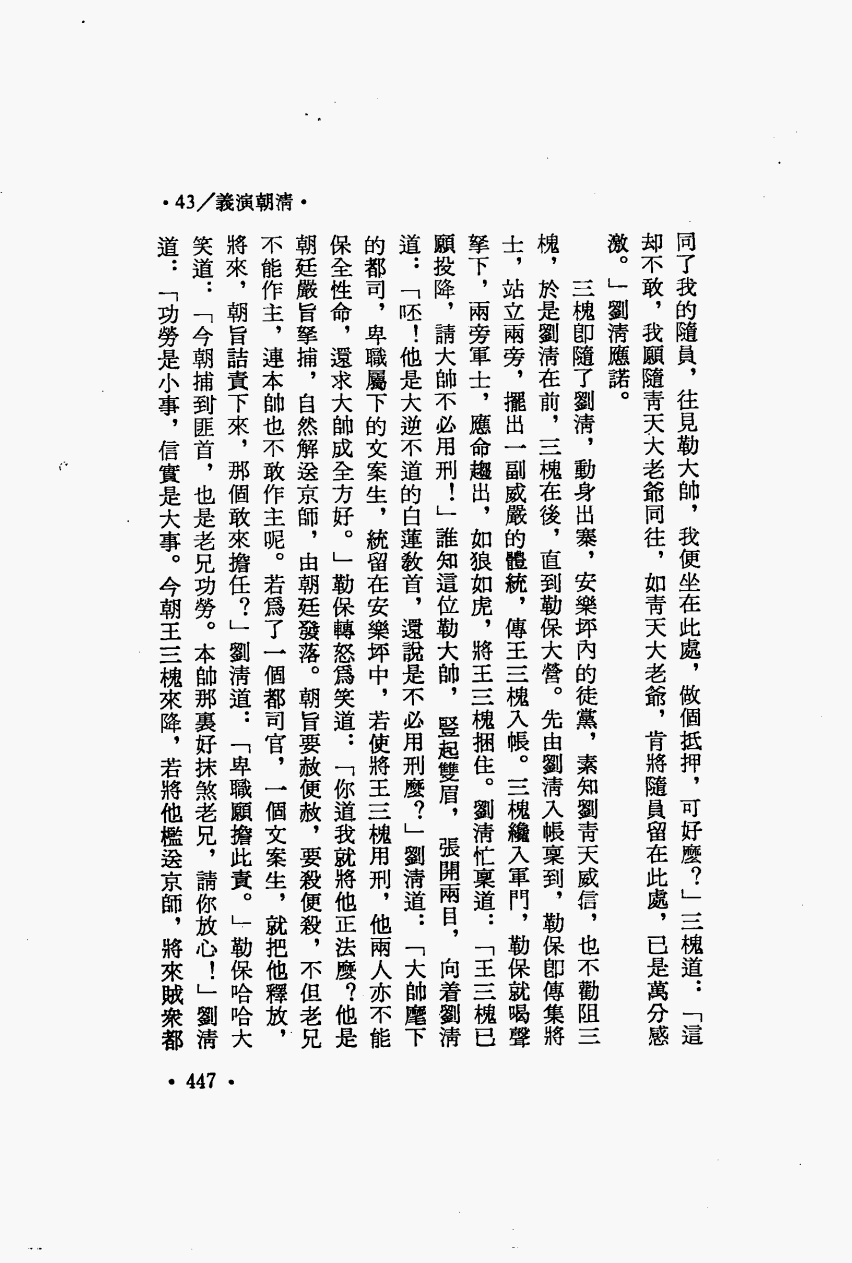 •43／義演朝清•
同了我的隨員，往見勒大帥，我便坐在此處，做個抵押，可好麼？」三槐道：「這
却不敢，我願隨靑天大老爺同往，如靑天大老爺，肯將隨員留在此處，已是萬分感
激。」劉淸應諾。
三槐卽隨了劉淸，動身出寨，安樂坪內的徒黨，素知劉靑天威信，也不勸阻三
槐，於是劉淸在前，三槐在後，直到勒保大營。先由劉淸入帳稟到，勒保卽傳集將
士，站立兩旁，擺出一副威嚴的體統，傳王三槐入帳。三槐纔入軍門，勒保就喝聲
拏下，兩旁軍士，應命趨出，如狼如虎，將王三槐捆住。劉淸忙稟道：「王三槐已
願投降，請大帥不必用刑！」誰知這位勒大帥，豎起雙眉，張開兩目，向着劉淸
道：「呸！他是大逆不道的白蓮敎首，還說是不必用刑麼？」劉淸道：「大帥麾下
的都司，卑職屬下的文案生，統留在安樂坪中，若使將王三槐用刑，他兩人亦不能
保全性命，還求大帥成全方好。」勒保轉怒爲笑道：「你道我就將他正法麼？他是
朝廷嚴旨拏捕，自然解送京師，由朝廷發落。朝旨要赦便赦，要殺便殺，不但老兄
不能作主，連本帥也不敢作主呢。若爲了一個都司官，一個文案生，就把他釋放，
將來，朝旨詰責下來，那個敢來擔任？」劉淸道：「卑職願擔此責。」勒保哈哈大
笑道：「今朝捕到匪首，也是老兄功勞。本帥那裏好抹煞老兄，請你放心！」劉淸
道：「功勞是小事，信實是大事。今朝王三槐來降，若將他檻送京師，將來賊衆都
•447•